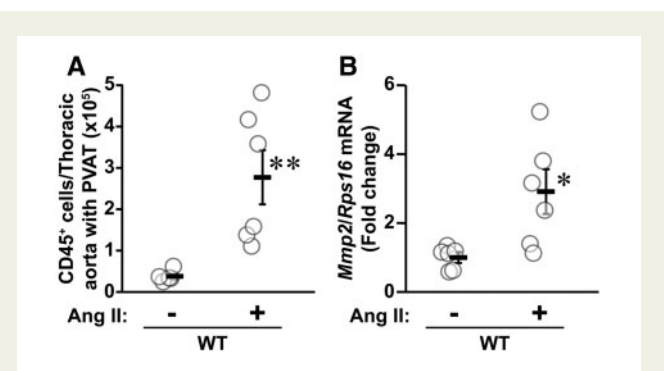 A
CD45⁺ cells/Thoracic
aorta with PVAT (x10⁵)
5
4
3
2
1
0
**
Ang II: - +
WT
B
Mmp2/Rps16 mRNA
(Fold change)
6
4
2
0
*
Ang II: - +
WT